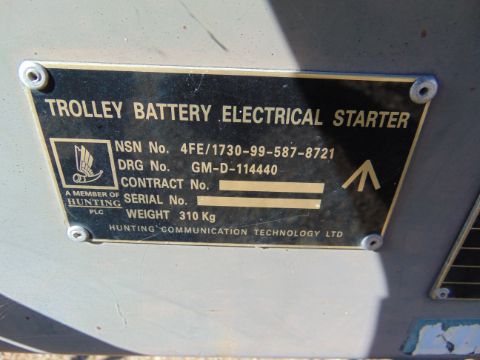 TROLLEY BATTERY ELECTRICAL STARTER
NSN No. 4FE/1730-99-587-8721
DRG No. GM-D-114440
CONTRACT No.
SERIAL No.
WEIGHT 310 Kg
A MEMBER OF
HUNTING
PLC
HUNTING COMMUNICATION TECHNOLOGY LTD